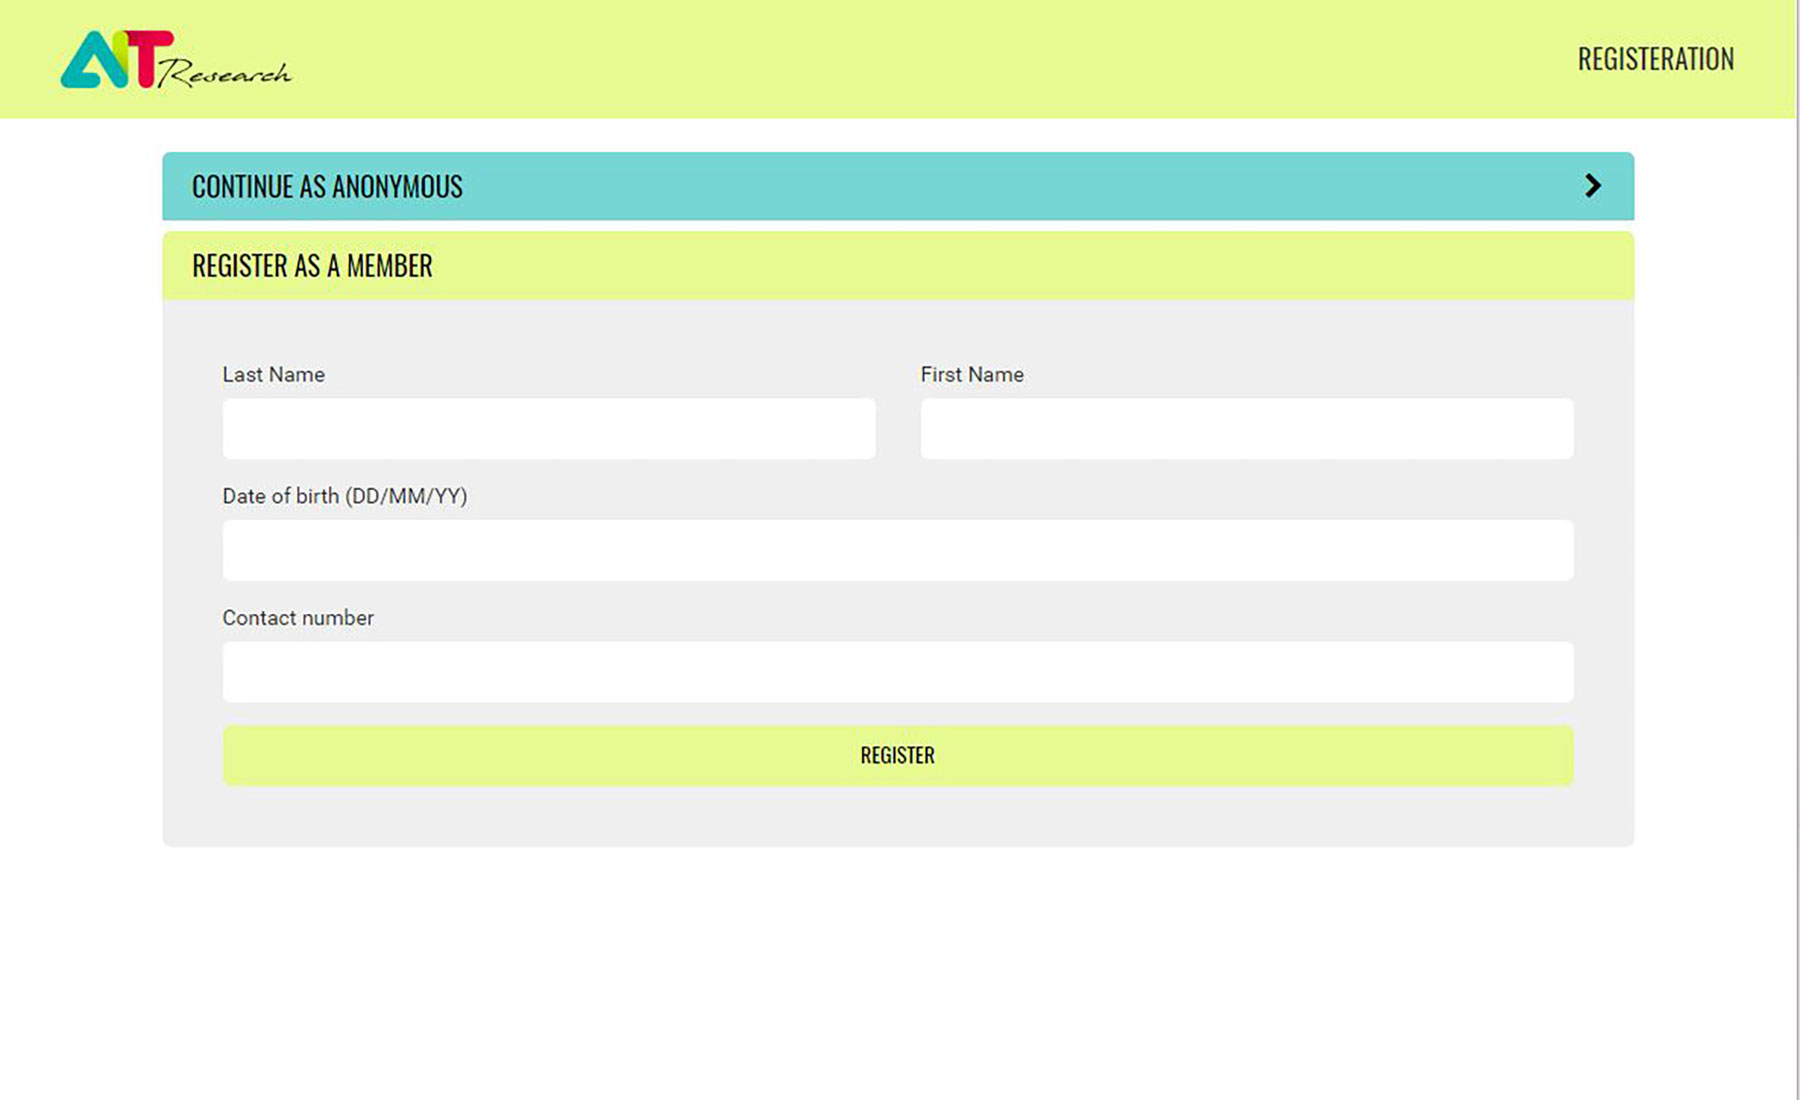 AIT Research
REGISTERATION
CONTINUE AS ANONYMOUS
REGISTER AS A MEMBER
Last Name First Name
Date of birth (DD/MM/YY)
Contact number
REGISTER